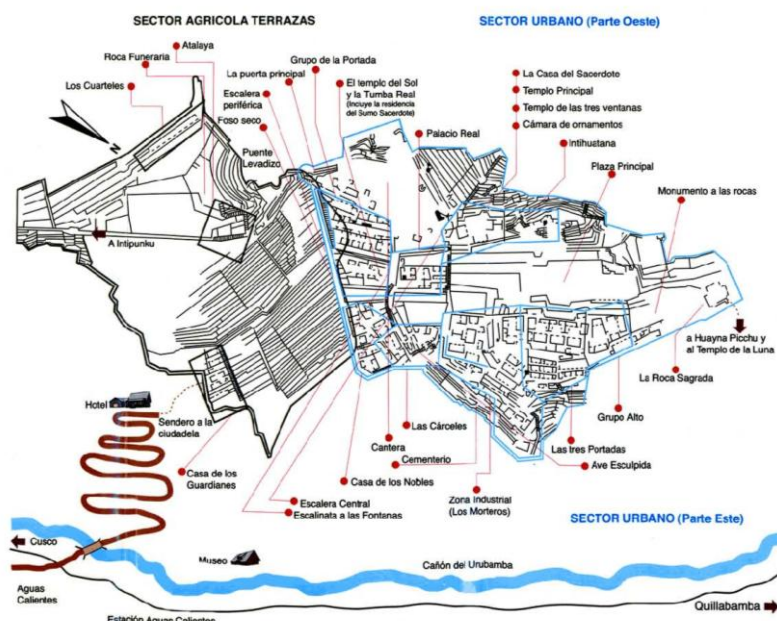 SECTOR AGRICOLA TERRAZAS
SECTOR URBANO (Parte Oeste)
Atalaya
Roca Funeraria
Los Cuarteles
Grupo de la Portada
La puerta principal
Escalera
periférica
Foso seco
Puente
Levadizo
El templo del Sol
y la Tumba Real
(Incluye la residencia
del Sumo Sacerdote)
Palacio Real
La Casa del Sacerdote
Templo Principal
Templo de las tres ventanas
Cámara de ornamentos
Intihuatana
Plaza Principal
Monumento a las rocas
N
A Intipunku
a Huayna Picchu y
al Templo de la Luna
La Roca Sagrada
Grupo Alto
Las tres Portadas
Ave Esculpida
Hotel
Sendero a la
ciudadela
Casa de los
Guardianes
Las Cárceles
Cantera
Cementerio
Casa de los Nobles
Escalera Central
Escalinata a las Fontanas
Zona Industrial
(Los Morteros)
SECTOR URBANO (Parte Este)
Cusco
Museo
Cañón del Urubamba
Aguas
Calientes
Estación Aguas Calientes
Quillabamba